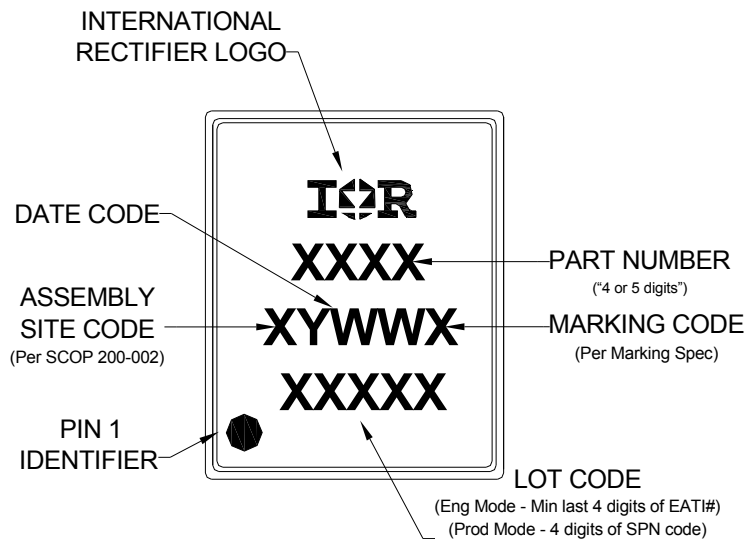 INTERNATIONAL
RECTIFIER LOGO
IOR
DATE CODE
XXXX
PART NUMBER
(“4 or 5 digits”)
ASSEMBLY
SITE CODE
(Per SCOP 200-002)
XYWWX
MARKING CODE
(Per Marking Spec)
XXXXX
PIN 1
IDENTIFIER
LOT CODE
(Eng Mode - Min last 4 digits of EATI#)
(Prod Mode - 4 digits of SPN code)